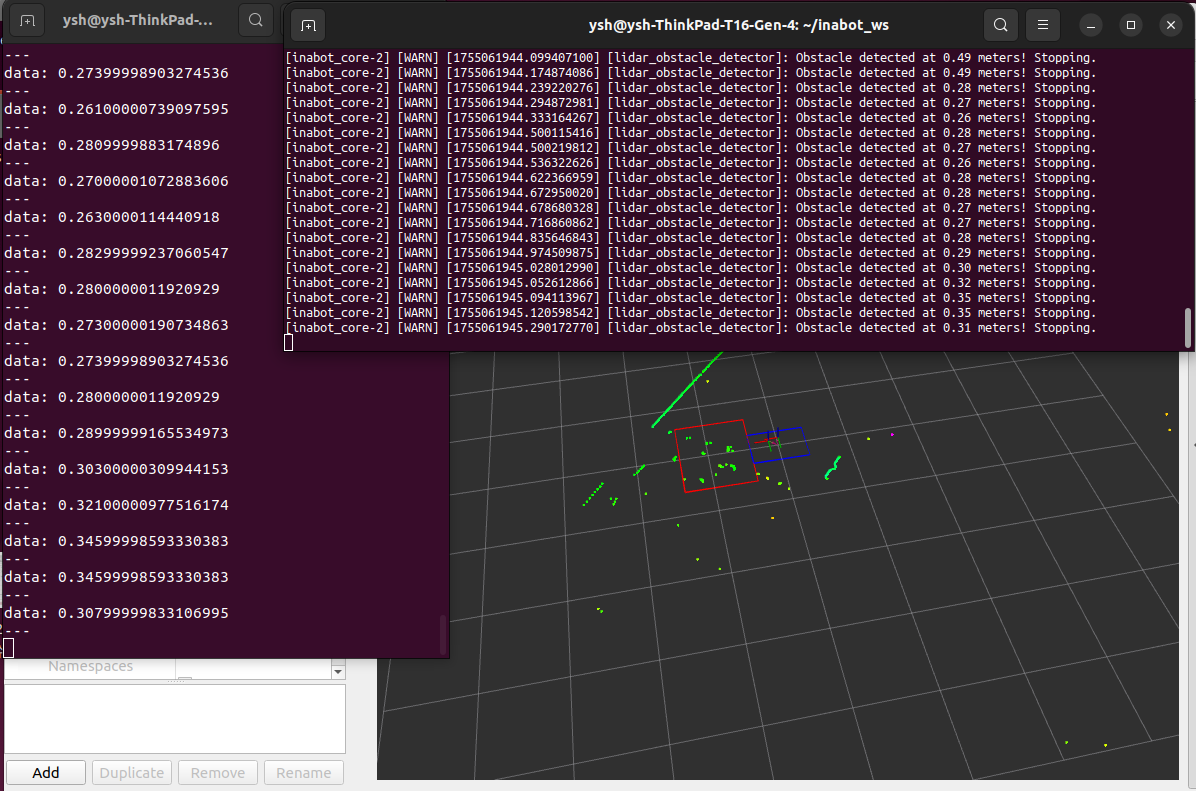 ysh@ysh-ThinkPad-...
---
data: 0.27399998903274536
---
data: 0.26100000739097595
---
data: 0.2809999883174896
---
data: 0.27000001072883606
---
data: 0.2630000114440918
---
data: 0.28299999237060547
---
data: 0.2800000011920929
---
data: 0.27300000190734863
---
data: 0.27399998903274536
---
data: 0.2800000011920929
---
data: 0.28999999165534973
---
data: 0.30300000309944153
---
data: 0.32100000977516174
---
data: 0.34599998593330383
---
data: 0.34599998593330383
---
data: 0.30799999833106995
---
ysh@ysh-ThinkPad-T16-Gen-4: ~/inabot_ws
[inabot_core-2] [WARN] [1755061944.099407100] [lidar_obstacle_detector]: Obstacle detected at 0.49 meters! Stopping.
[inabot_core-2] [WARN] [1755061944.174874086] [lidar_obstacle_detector]: Obstacle detected at 0.49 meters! Stopping.
[inabot_core-2] [WARN] [1755061944.239220276] [lidar_obstacle_detector]: Obstacle detected at 0.28 meters! Stopping.
[inabot_core-2] [WARN] [1755061944.294872981] [lidar_obstacle_detector]: Obstacle detected at 0.27 meters! Stopping.
[inabot_core-2] [WARN] [1755061944.333164267] [lidar_obstacle_detector]: Obstacle detected at 0.26 meters! Stopping.
[inabot_core-2] [WARN] [1755061944.500115416] [lidar_obstacle_detector]: Obstacle detected at 0.28 meters! Stopping.
[inabot_core-2] [WARN] [1755061944.500219812] [lidar_obstacle_detector]: Obstacle detected at 0.27 meters! Stopping.
[inabot_core-2] [WARN] [1755061944.536322626] [lidar_obstacle_detector]: Obstacle detected at 0.26 meters! Stopping.
[inabot_core-2] [WARN] [1755061944.622366959] [lidar_obstacle_detector]: Obstacle detected at 0.28 meters! Stopping.
[inabot_core-2] [WARN] [1755061944.672950020] [lidar_obstacle_detector]: Obstacle detected at 0.28 meters! Stopping.
[inabot_core-2] [WARN] [1755061944.678680328] [lidar_obstacle_detector]: Obstacle detected at 0.27 meters! Stopping.
[inabot_core-2] [WARN] [1755061944.716860862] [lidar_obstacle_detector]: Obstacle detected at 0.27 meters! Stopping.
[inabot_core-2] [WARN] [1755061944.835646843] [lidar_obstacle_detector]: Obstacle detected at 0.28 meters! Stopping.
[inabot_core-2] [WARN] [1755061944.974509875] [lidar_obstacle_detector]: Obstacle detected at 0.29 meters! Stopping.
[inabot_core-2] [WARN] [1755061945.028012990] [lidar_obstacle_detector]: Obstacle detected at 0.30 meters! Stopping.
[inabot_core-2] [WARN] [1755061945.052612866] [lidar_obstacle_detector]: Obstacle detected at 0.32 meters! Stopping.
[inabot_core-2] [WARN] [1755061945.094113967] [lidar_obstacle_detector]: Obstacle detected at 0.35 meters! Stopping.
[inabot_core-2] [WARN] [1755061945.120598542] [lidar_obstacle_detector]: Obstacle detected at 0.35 meters! Stopping.
[inabot_core-2] [WARN] [1755061945.290172770] [lidar_obstacle_detector]: Obstacle detected at 0.31 meters! Stopping.
Namespaces
Add Duplicate Remove Rename